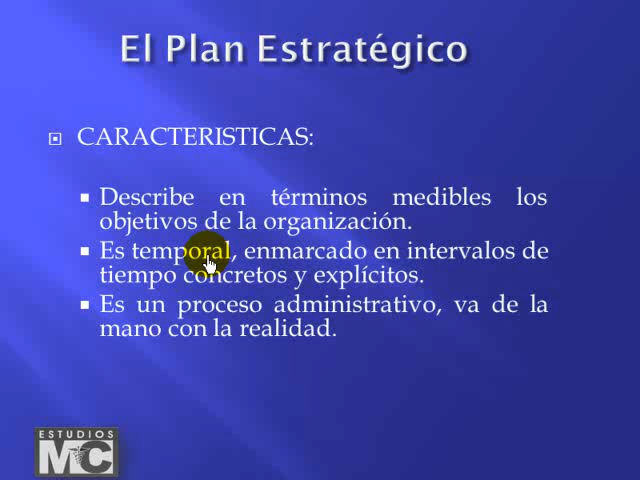 El Plan Estratégico
CARACTERISTICAS:
Describe en términos medibles los
objetivos de la organización.
Es temporal, enmarcado en intervalos de
tiempo concretos y explícitos.
Es un proceso administrativo, va de la
mano con la realidad.
ESTUDIOS
MC